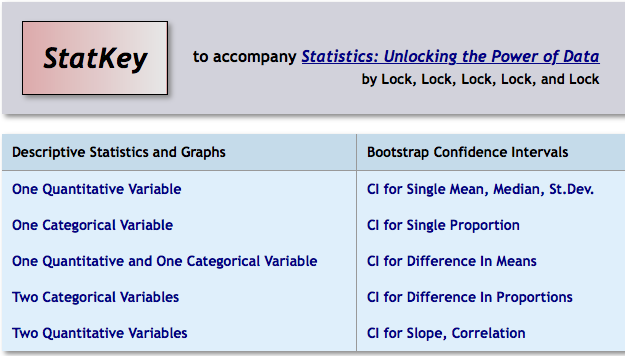 StatKey
to accompany Statistics: Unlocking the Power of Data
by Lock, Lock, Lock, Lock, and Lock
Descriptive Statistics and Graphs
One Quantitative Variable
One Categorical Variable
One Quantitative and One Categorical Variable
Two Categorical Variables
Two Quantitative Variables
Bootstrap Confidence Intervals
CI for Single Mean, Median, St.Dev.
CI for Single Proportion
CI for Difference In Means
CI for Difference In Proportions
CI for Slope, Correlation